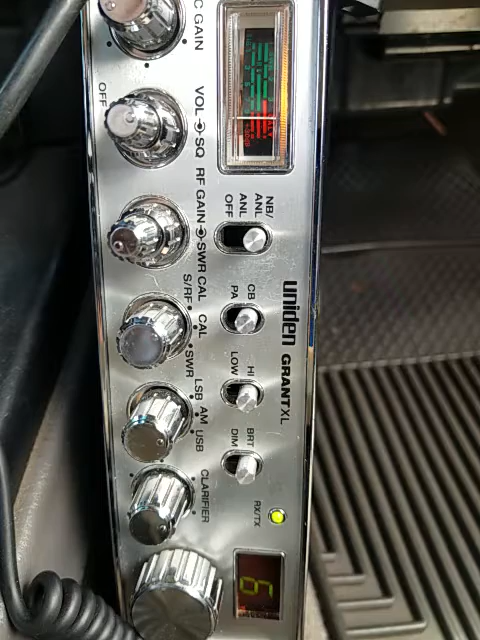 C GAIN
OFF
VOL SQ
RF GAIN SWR CAL
S/RF CAL SWR
LSB AM USB
CLARIFIER
NB/
ANL ANL
OFF
CB
PA
HI
LOW
BRT
DIM
RX/TX
uniden GRANT XL
6